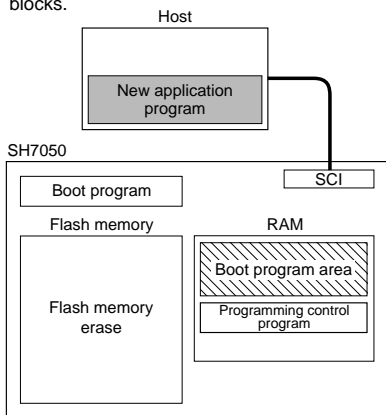 blocks.
Host
New application
program
SH7050
SCI
Boot program
Flash memory
RAM
Boot program area
Flash memory
erase
Programming control
program